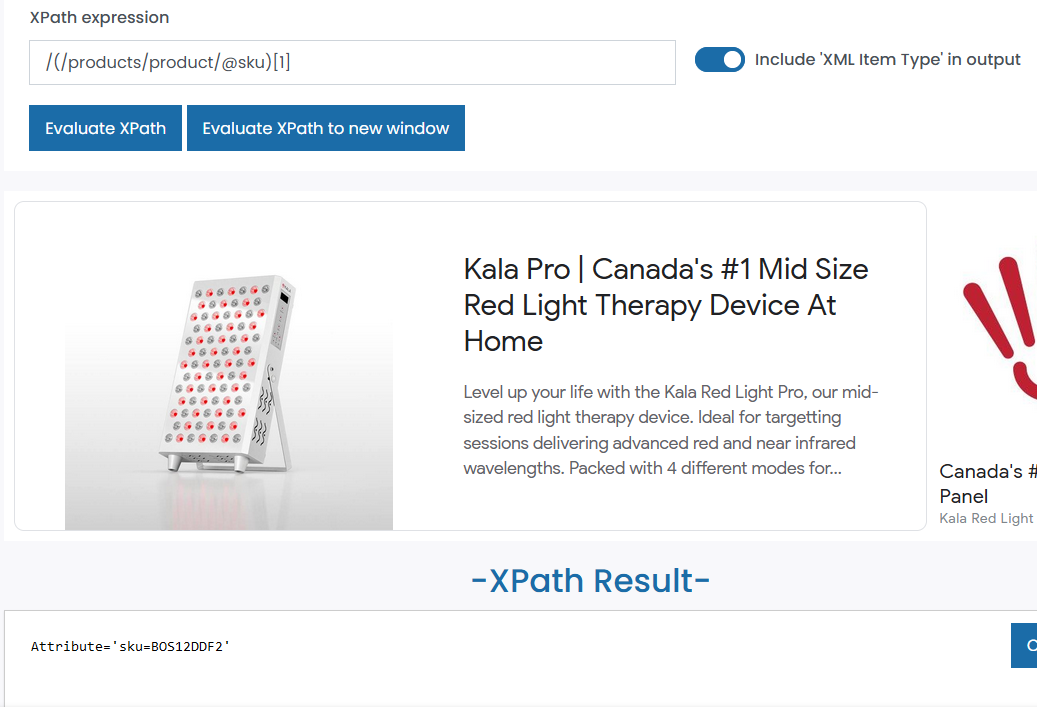 XPath expression
/(/products/product/@sku)[1]
Include 'XML Item Type' in output
Evaluate XPath
Evaluate XPath to new window
Kala Pro | Canada's #1 Mid Size
Red Light Therapy Device At
Home
Level up your life with the Kala Red Light Pro, our mid-
sized red light therapy device. Ideal for targetting
sessions delivering advanced red and near infrared
wavelengths. Packed with 4 different modes for...
Canada's #
Panel
Kala Red Light
-XPath Result-
Attribute='sku=BOS12DDF2'